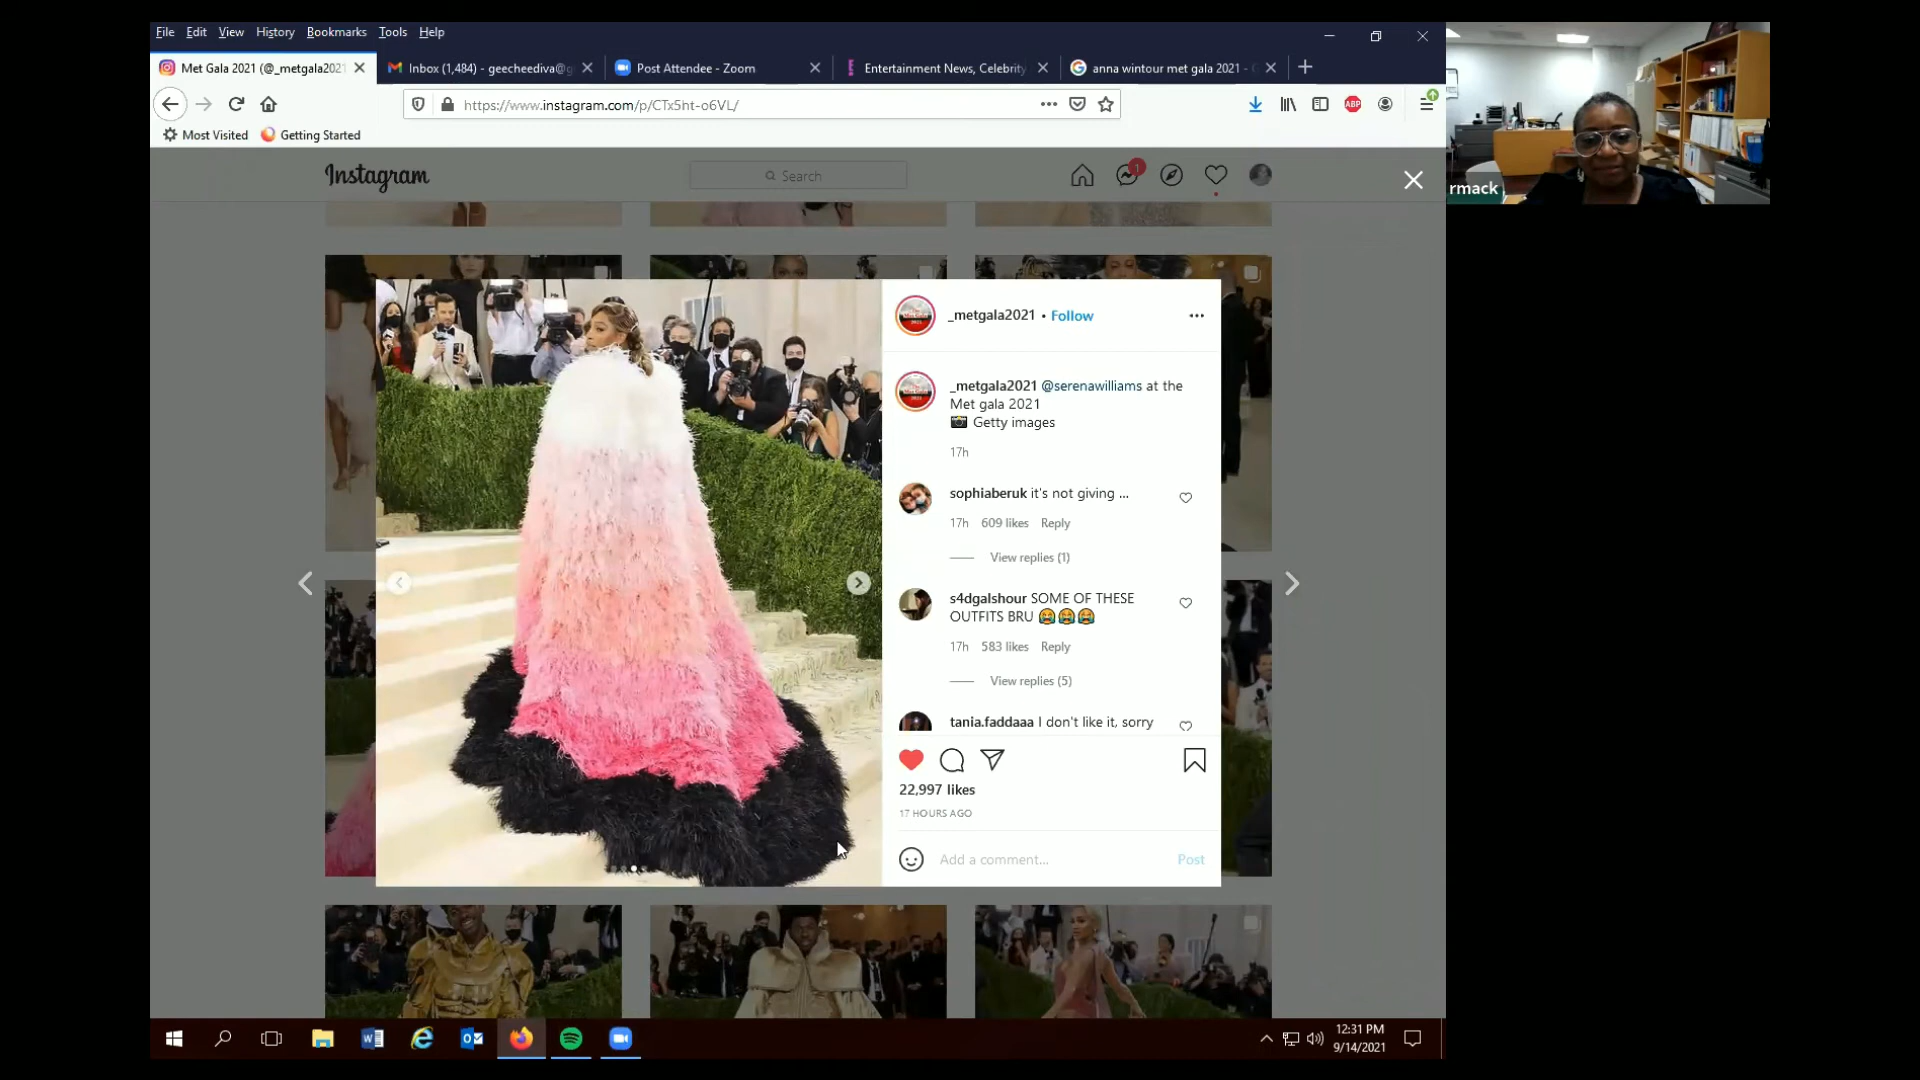 File Edit View History Bookmarks Tools Help
Met Gala 2021 (@_metgala2021
Inbox (1,484) - geecheediva@g
Post Attendee - Zoom
Entertainment News, Celebrity
anna wintour met gala 2021 - G
https://www.instagram.com/p/CTx5ht-o6VL/
ABP
Most Visited Getting Started
Instagram
Search
1
rmack
_metgala2021 • Follow
_metgala2021 @serenawilliams at the
Met gala 2021
📷 Getty images
17h
sophiaberuk it's not giving ...
17h 609 likes Reply
View replies (1)
s4dgalshour SOME OF THESE
OUTFITS BRU 😭😭😭
17h 583 likes Reply
View replies (5)
tania.faddaaa I don't like it, sorry
22,997 likes
17 HOURS AGO
Add a comment... Post
12:31 PM
9/14/2021